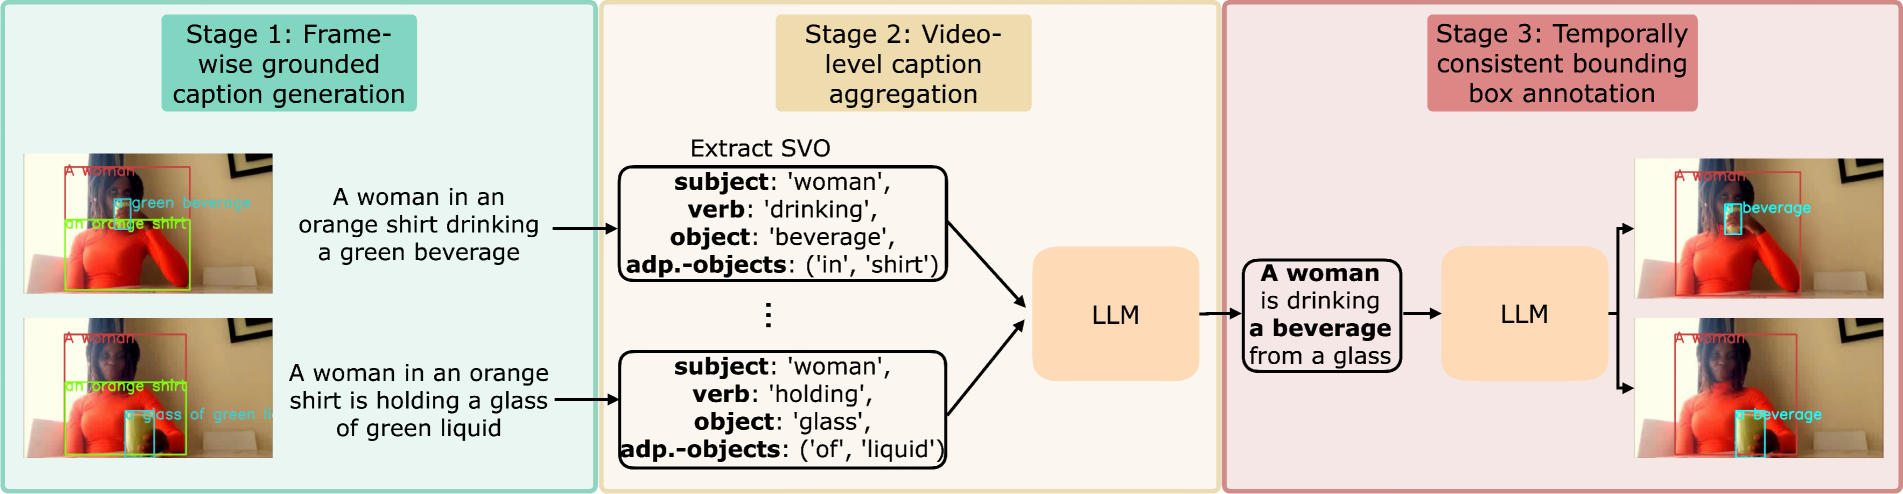 Stage 1: Frame-
wise grounded
caption generation
A woman
a green beverage
an orange shirt
A woman in an
orange shirt drinking
a green beverage
A woman
an orange shirt
a glass of green li
A woman in an orange
shirt is holding a glass
of green liquid
Stage 2: Video-
level caption
aggregation
Extract SVO
subject: 'woman',
verb: 'drinking',
object: 'beverage',
adp.-objects: ('in', 'shirt')
⋮
subject: 'woman',
verb: 'holding',
object: 'glass',
adp.-objects: ('of', 'liquid')
LLM
Stage 3: Temporally
consistent bounding
box annotation
A woman
is drinking
a beverage
from a glass
LLM
A woman
a beverage
A woman
a beverage